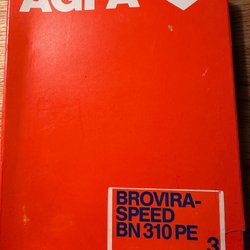 AGFA
BROVIRA-
SPEED
BN 310 PE
3